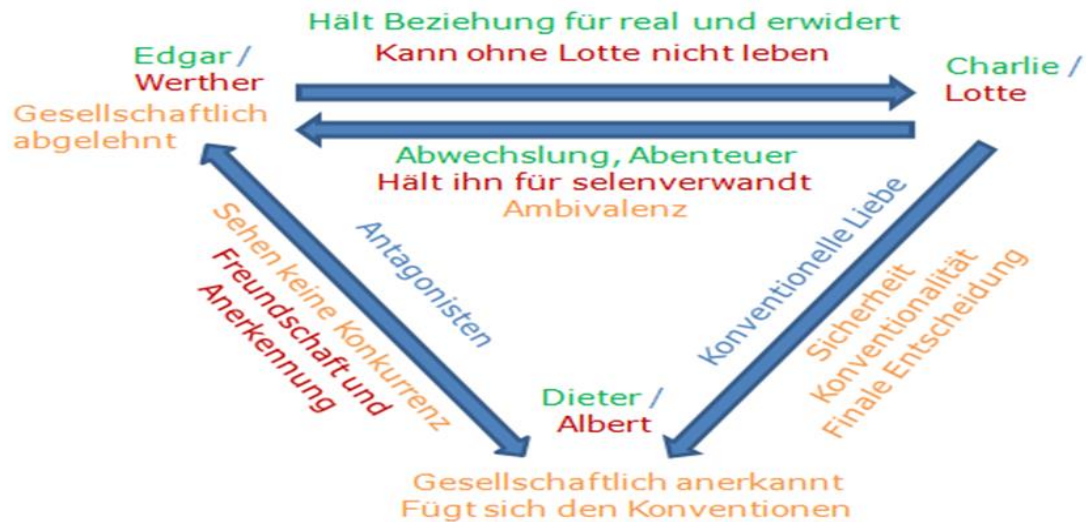 Hält Beziehung für real und erwidert
Kann ohne Lotte nicht leben
Edgar /
Werther
Gesellschaftlich
abgelehnt
Charlie /
Lotte
Abwechslung, Abenteuer
Hält ihn für selenverwandt
Ambivalenz
Antagonisten
Sehen keine Konkurrenz
Freundschaft und
Anerkennung
Konventionelle Liebe
Sicherheit
Konventionalität
Finale Entscheidung
Dieter /
Albert
Gesellschaftlich anerkannt
Fügt sich den Konventionen